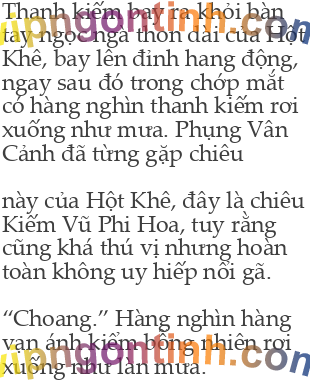 Thanh kiếm bay ra khỏi bàn
tay ngọc ngà thon dài của Hột
Khê, bay lên đỉnh hang động,
ngay sau đó trong chớp mắt
có hàng nghìn thanh kiếm rơi
xuống như mưa. Phụng Vân
Cảnh đã từng gặp chiêu
này của Hột Khê, đây là chiêu
Kiếm Vũ Phi Hoa, tuy rằng
cũng khá thú vị nhưng hoàn
toàn không uy hiếp nổi gã.
“Choang.” Hàng nghìn hàng
vạn ánh kiếm bỗng nhiên rơi
xuống như làn mưa.
vipngontinh.com
vipngontinh.com